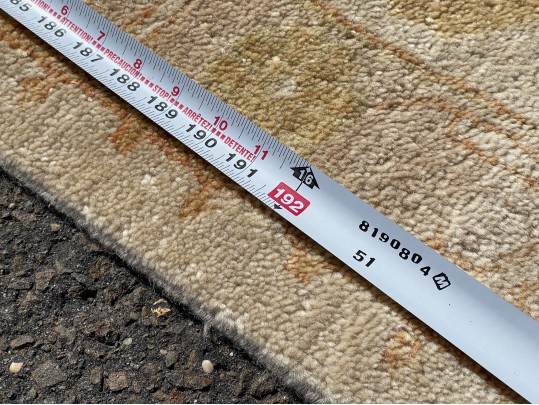 6 7 8 9 10 11
ATTENTION! PRECAUCIÓN! STOP! ARRÊTEZ! DETENTE!
185 186 187 188 189 190 191 192
16
8190804 M
51